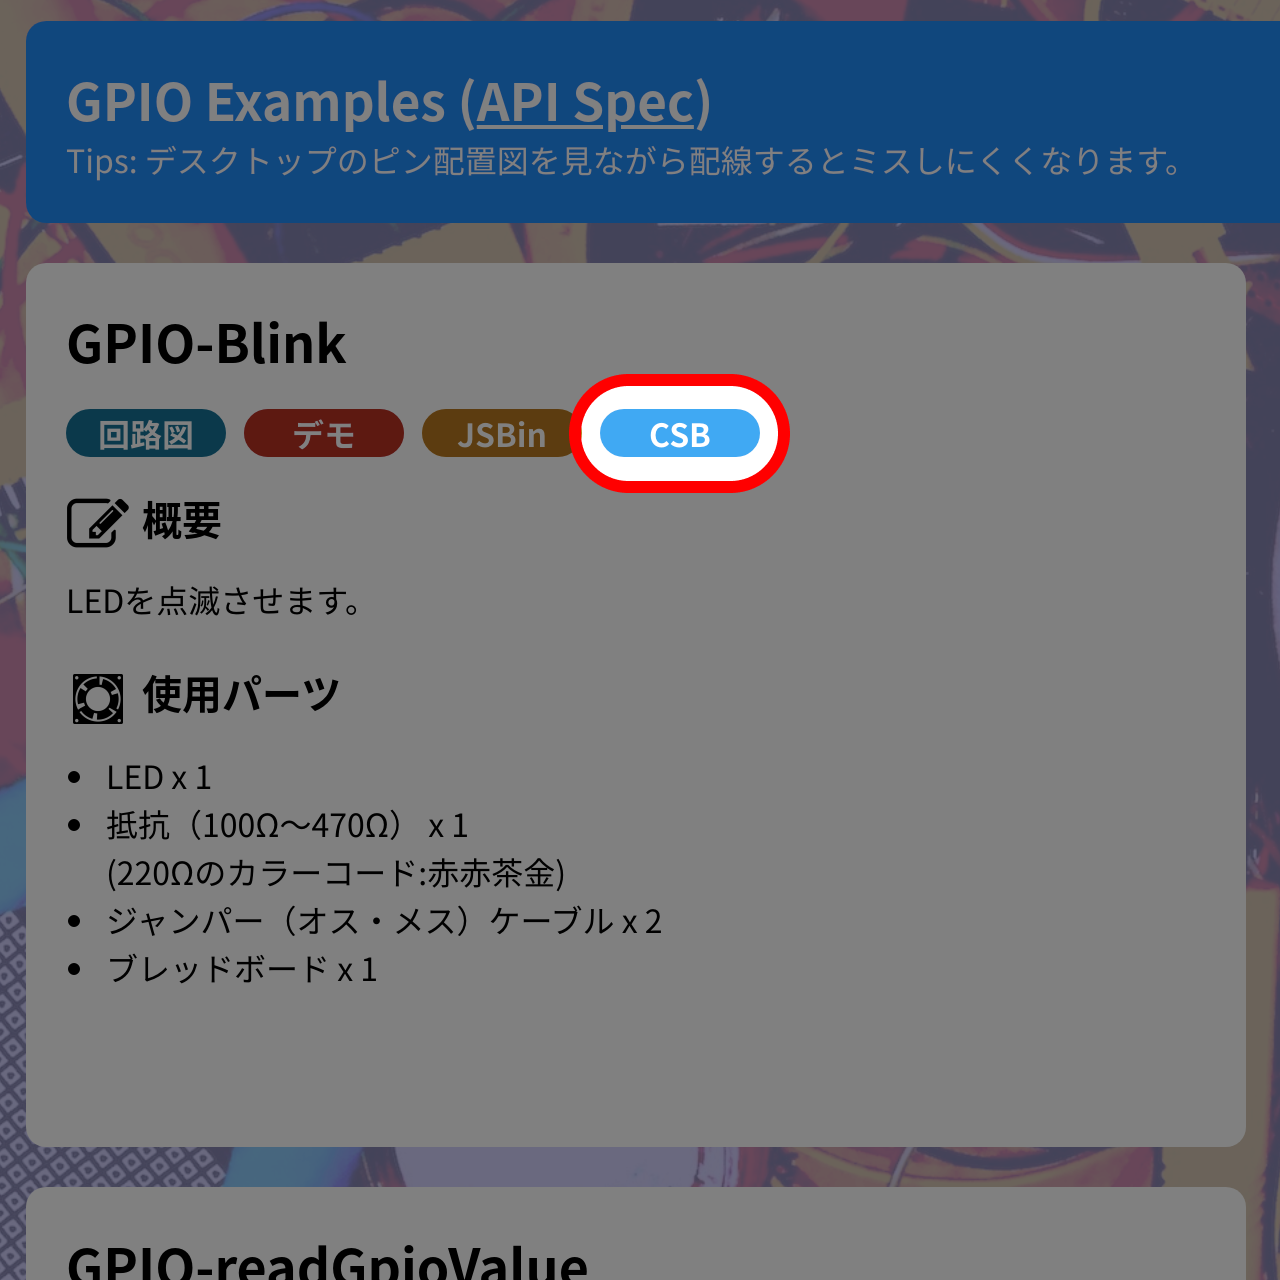 GPIO Examples (API Spec)
Tips: デスクトップのピン配置図を見ながら配線するとミスしにくくなります。
GPIO-Blink
回路図 デモ JSBin CSB
概要
LEDを点滅させます。
使用パーツ
• LED x 1
• 抵抗（100Ω〜470Ω） x 1
(220Ωのカラーコード:赤赤茶金)
• ジャンパー（オス・メス）ケーブル x 2
• ブレッドボード x 1
GPIO-readGpioValue